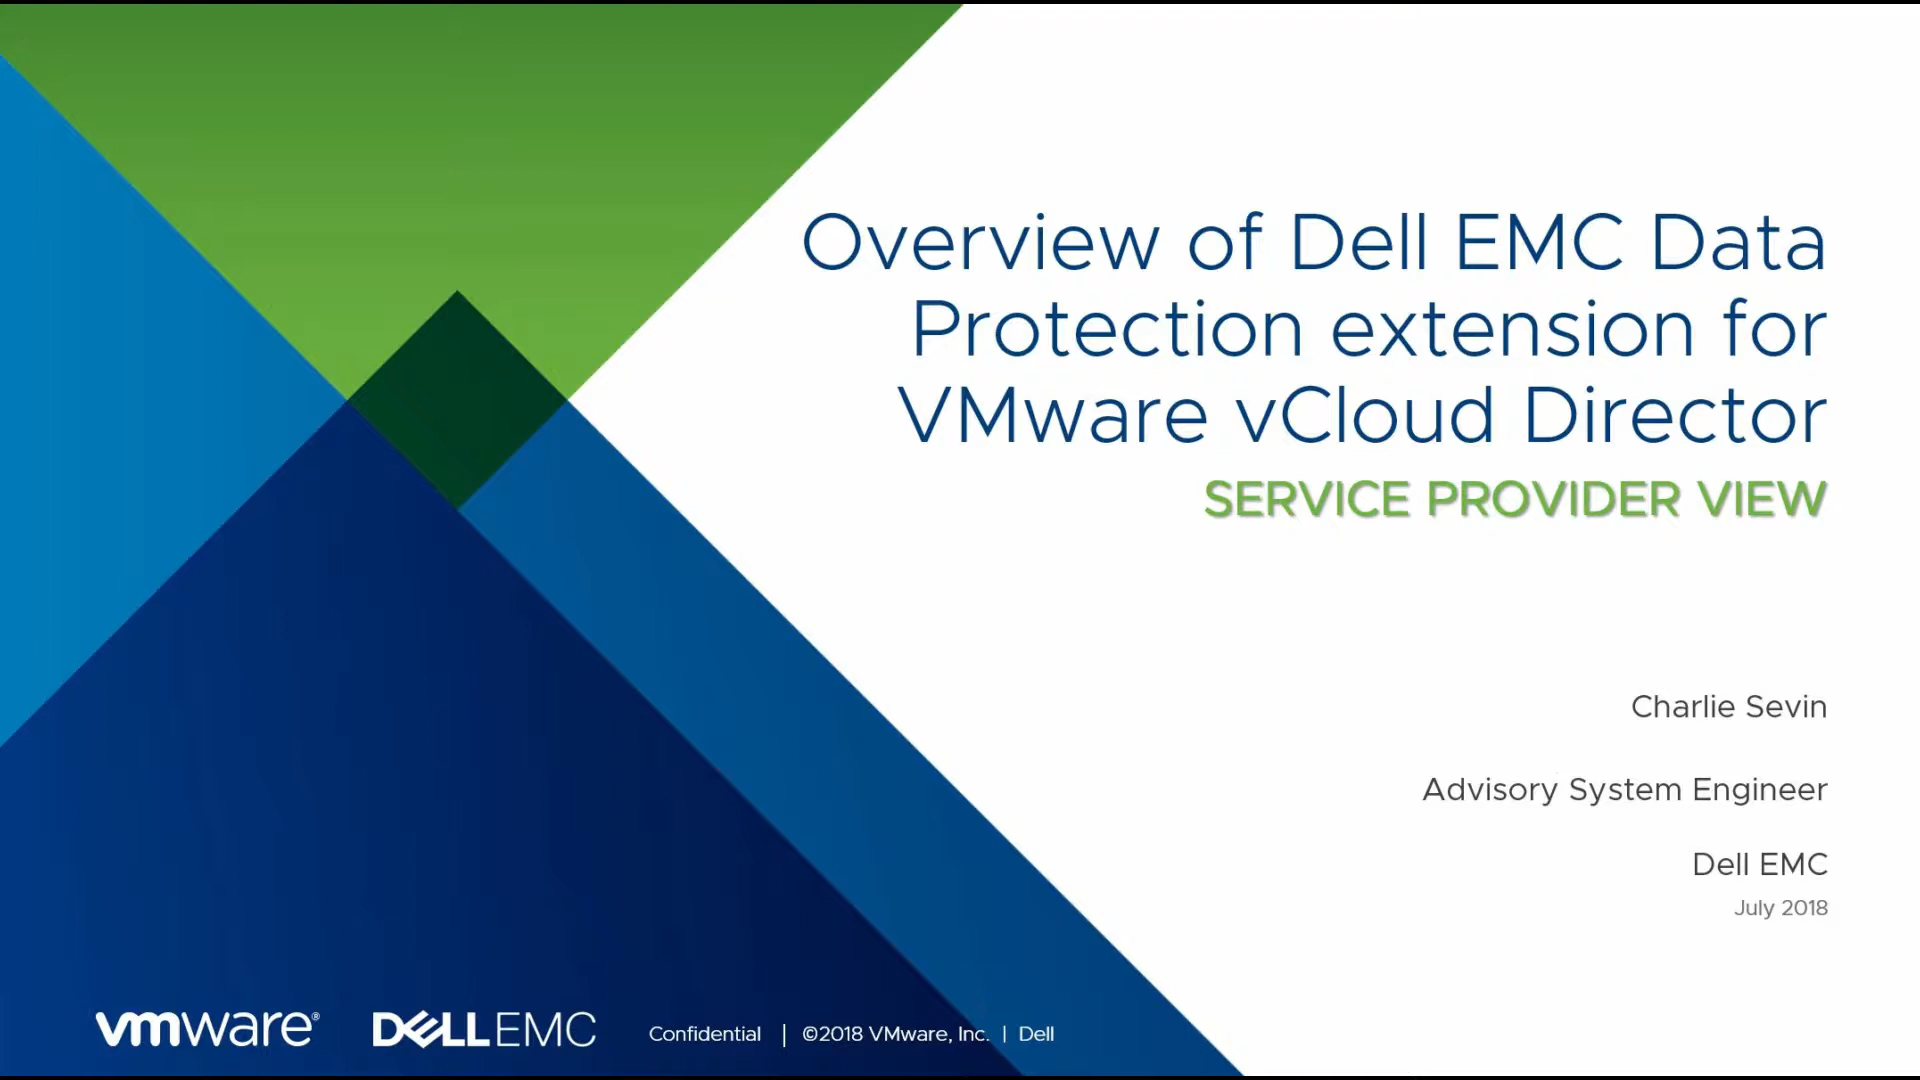 Overview of Dell EMC Data
Protection extension for
VMware vCloud Director
SERVICE PROVIDER VIEW
Charlie Sevin
Advisory System Engineer
Dell EMC
July 2018
vmware® DELLEMC Confidential | ©2018 VMware, Inc. | Dell